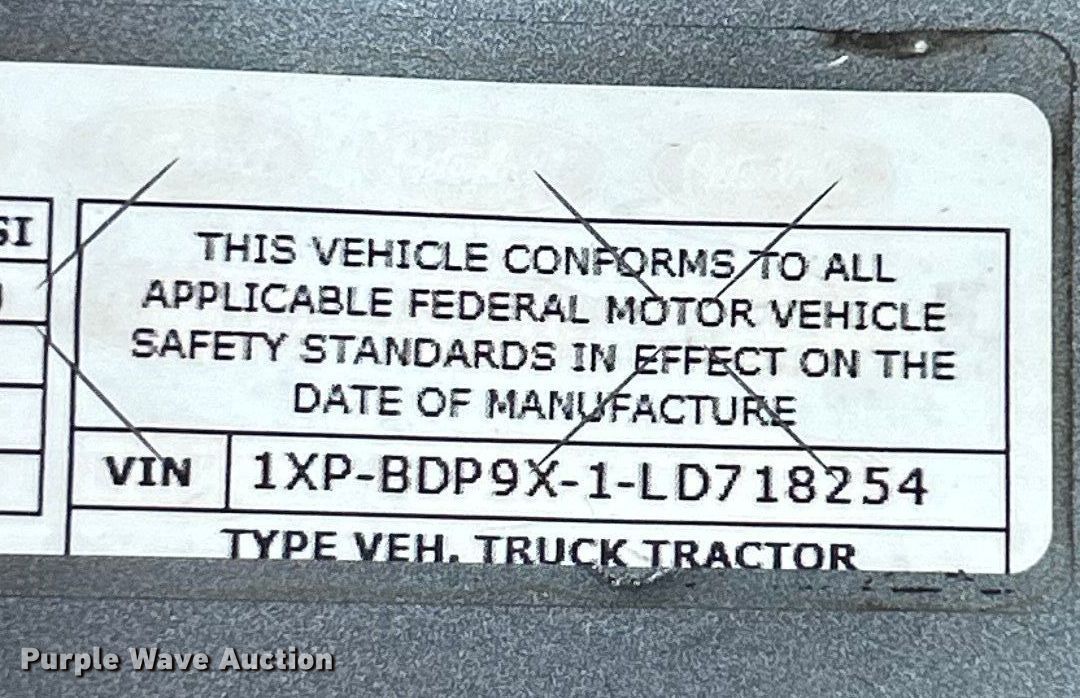 SI
THIS VEHICLE CONFORMS TO ALL
APPLICABLE FEDERAL MOTOR VEHICLE
SAFETY STANDARDS IN EFFECT ON THE
DATE OF MANUFACTURE
VIN 1XP-BDP9X-1-LD718254
TYPE VEH. TRUCK TRACTOR
Purple Wave Auction